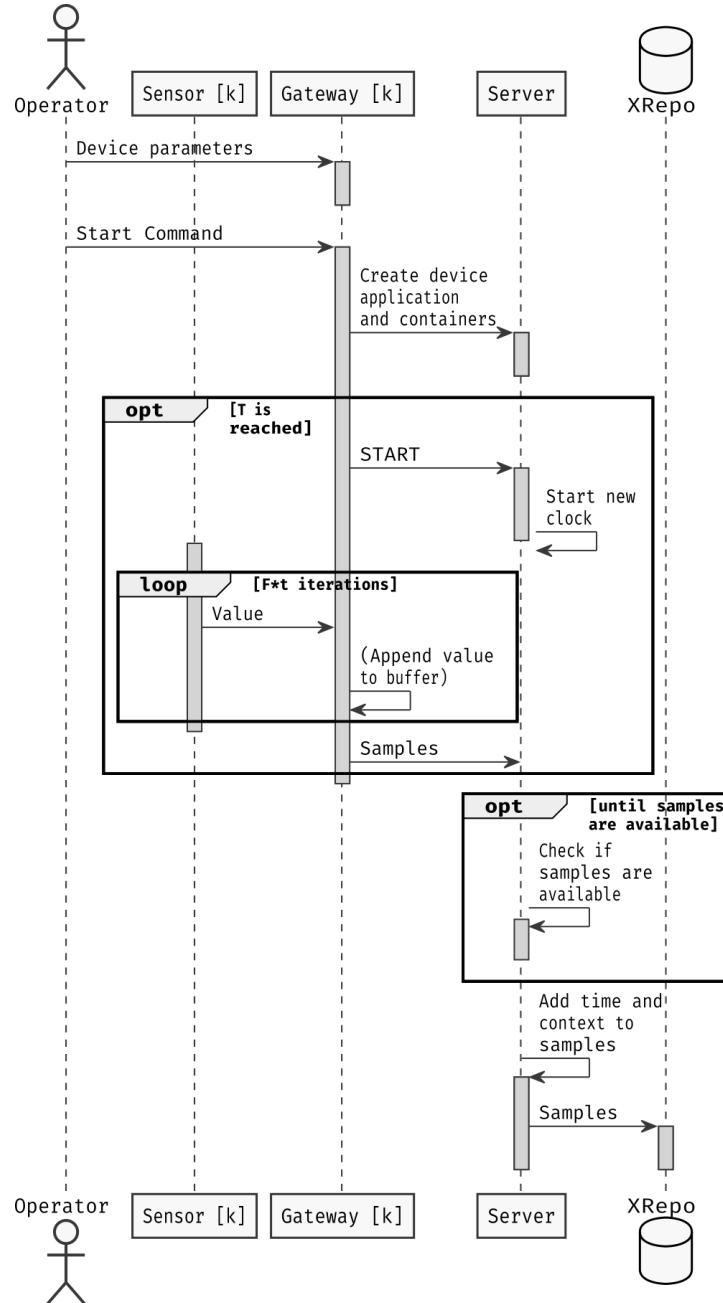 Operator
Sensor [k]
Gateway [k]
Server
XRepo
Device parameters
Start Command
Create device
application
and containers
opt
[T is
reached]
START
Start new
clock
loop
[F*t iterations]
Value
(Append value
to buffer)
Samples
opt
[until samples
are available]
Check if
samples are
available
Add time and
context to
samples
Samples
Operator
Sensor [k]
Gateway [k]
Server
XRepo